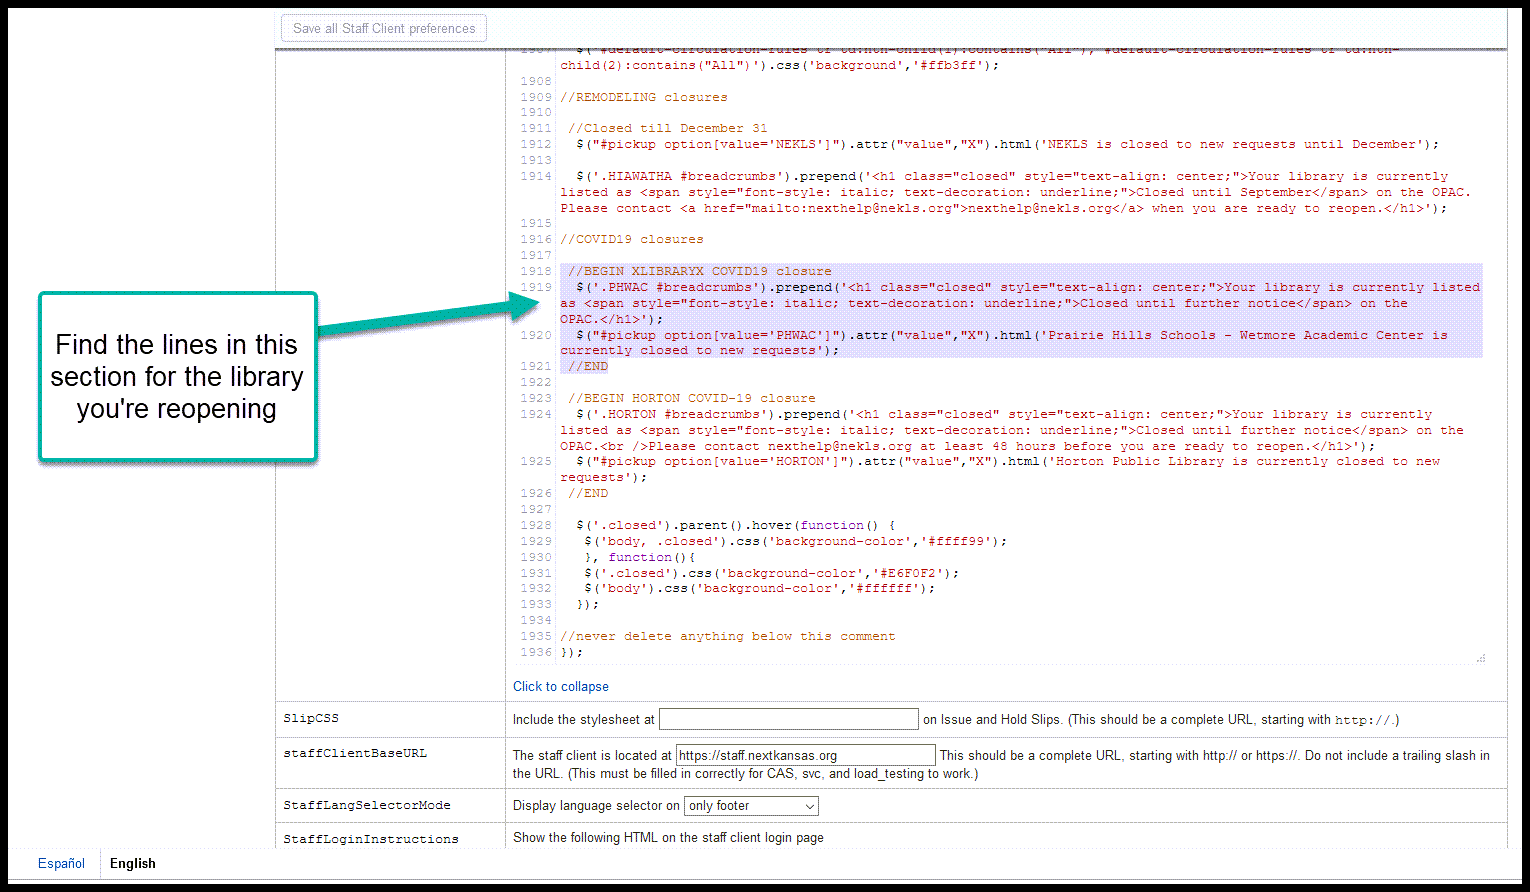 Save all Staff Client preferences
1907 $('#default-circulation-rules tr td:nth-child(1):contains("All"), #default-circulation-rules tr td:nth-
child(2):contains("All")').css('background','#ffb3ff');
1908
1909 //REMODELING closures
1910
1911 //Closed till December 31
1912 $("#pickup option[value='NEKLS']").attr("value","X").html('NEKLS is closed to new requests until December');
1913
1914 $('.HIAWATHA #breadcrumbs').prepend('<h1 class="closed" style="text-align: center;">Your library is currently
listed as <span style="font-style: italic; text-decoration: underline;">Closed until September</span> on the OPAC.
Please contact <a href="mailto:nexthelp@nekls.org">nexthelp@nekls.org</a> when you are ready to reopen.</h1>');
1915
1916 //COVID19 closures
1917
1918 //BEGIN XLIBRARYX COVID19 closure
1919 $('.PHWAC #breadcrumbs').prepend('<h1 class="closed" style="text-align: center;">Your library is currently listed
as <span style="font-style: italic; text-decoration: underline;">Closed until further notice</span> on the
OPAC.</h1>');
1920 $("#pickup option[value='PHWAC']").attr("value","X").html('Prairie Hills Schools - Wetmore Academic Center is
currently closed to new requests');
1921 //END
1922
1923 //BEGIN HORTON COVID-19 closure
1924 $('.HORTON #breadcrumbs').prepend('<h1 class="closed" style="text-align: center;">Your library is currently
listed as <span style="font-style: italic; text-decoration: underline;">Closed until further notice</span> on the
OPAC.<br />Please contact nexthelp@nekls.org at least 48 hours before you are ready to reopen.</h1>');
1925 $("#pickup option[value='HORTON']").attr("value","X").html('Horton Public Library is currently closed to new
requests');
1926 //END
1927
1928 $('.closed').parent().hover(function() {
1929 $('body, .closed').css('background-color','#ffff99');
1930 }, function(){
1931 $('.closed').css('background-color','#E6F0F2');
1932 $('body').css('background-color','#ffffff');
1933 });
1934
1935 //never delete anything below this comment
1936 });
Find the lines in this
section for the library
you're reopening
Click to collapse
SlipCSS
Include the stylesheet at on Issue and Hold Slips. (This should be a complete URL, starting with http://.)
staffClientBaseURL
The staff client is located at https://staff.nextkansas.org This should be a complete URL, starting with http:// or https://. Do not include a trailing slash in
the URL. (This must be filled in correctly for CAS, svc, and load_testing to work.)
StaffLangSelectorMode
Display language selector on only footer
StaffLoginInstructions
Show the following HTML on the staff client login page
Español English